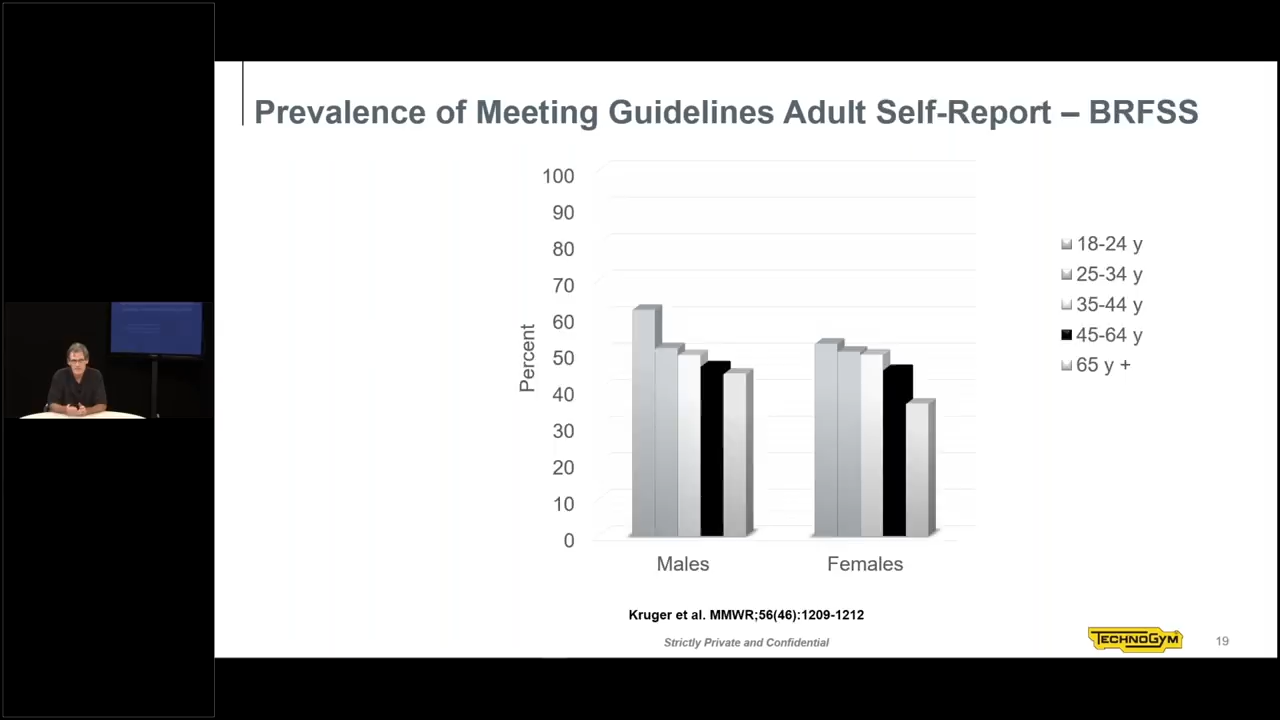 Prevalence of Meeting Guidelines Adult Self-Report – BRFSS
100
90
80
70
60
50
40
30
20
10
0
Percent
Males
Females
18-24 y
25-34 y
35-44 y
45-64 y
65 y +
Kruger et al. MMWR;56(46):1209-1212
Strictly Private and Confidential
TECHNOGYM
19